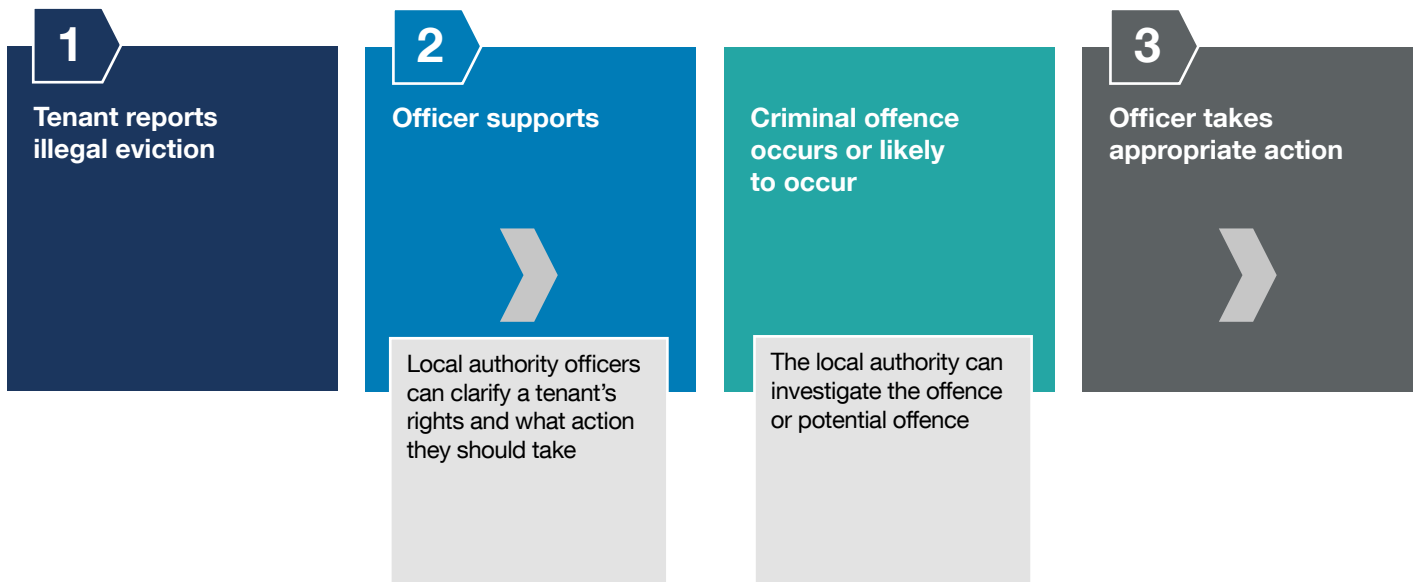 1
Tenant reports
illegal eviction
2
Officer supports
Local authority officers
can clarify a tenant's
rights and what action
they should take
Criminal offence
occurs or likely
to occur
The local authority can
investigate the offence
or potential offence
3
Officer takes
appropriate action